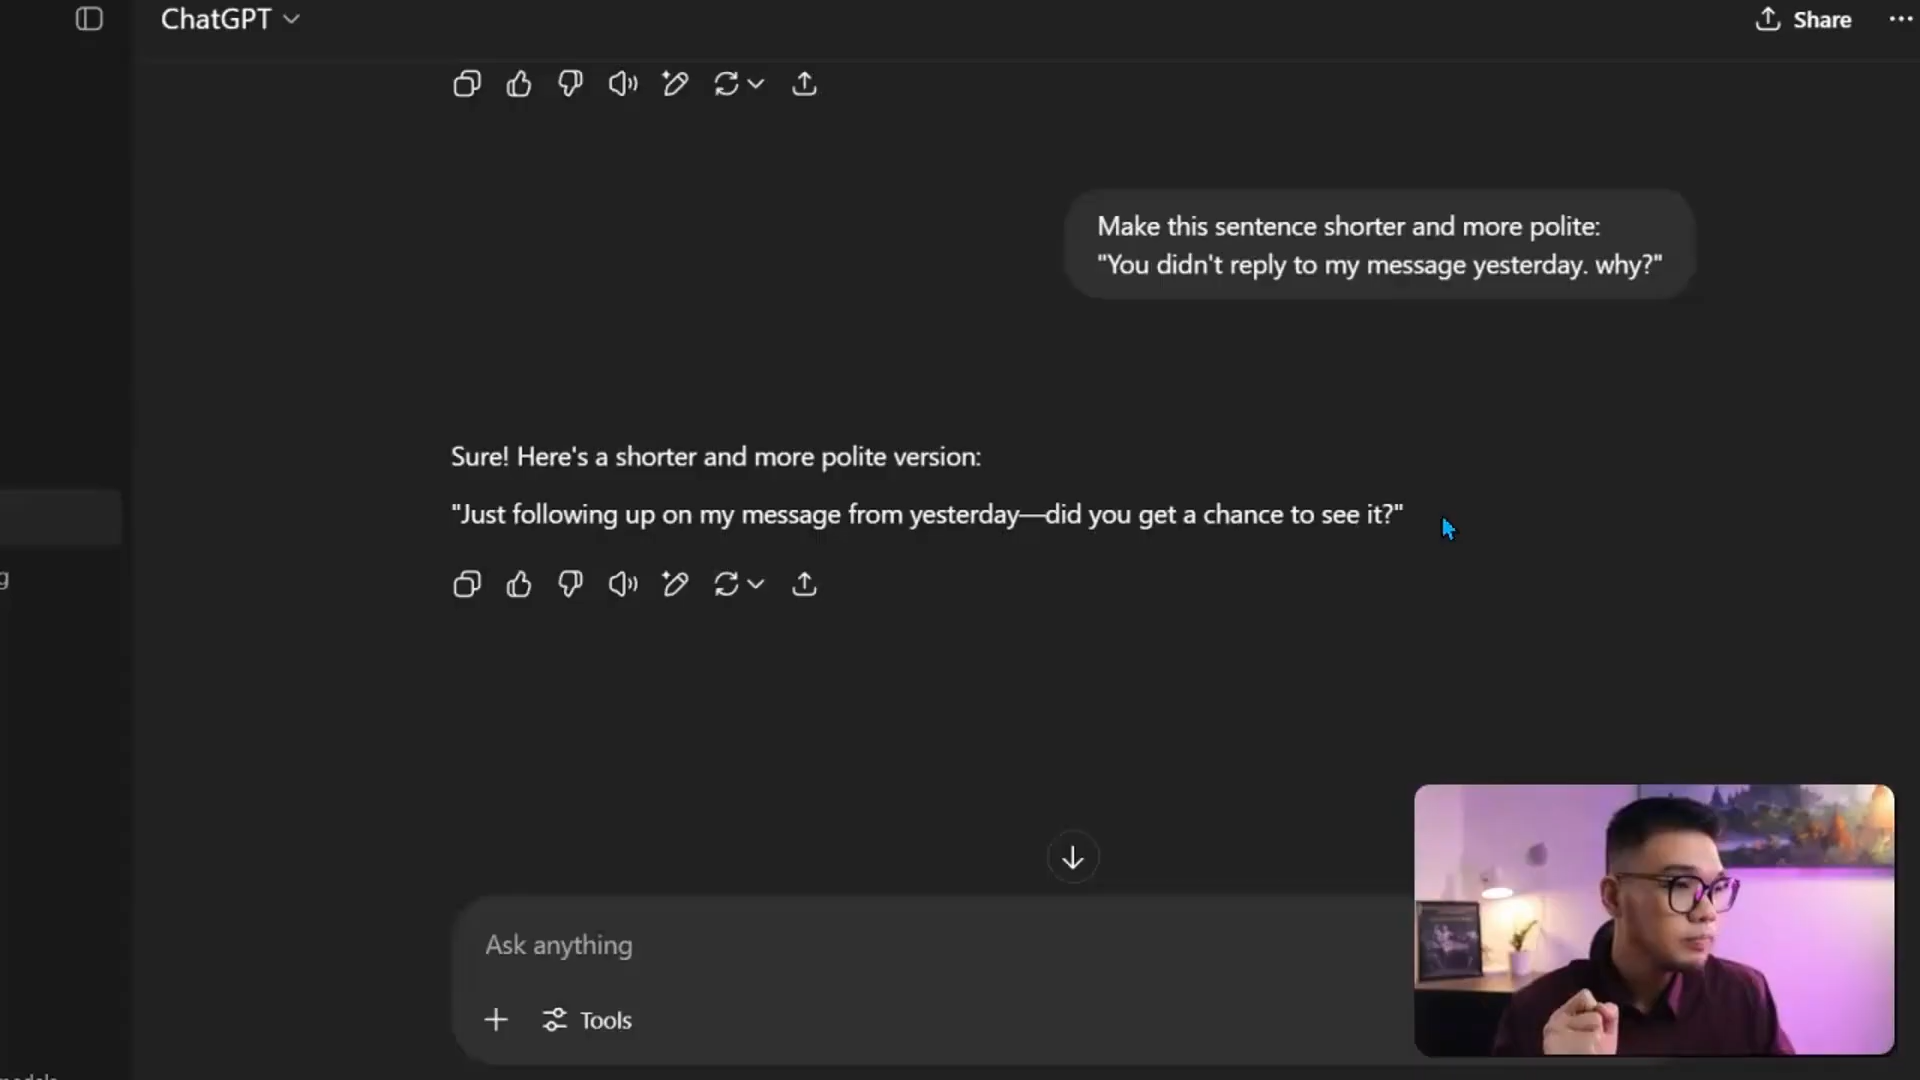 ChatGPT
Share
Make this sentence shorter and more polite:
"You didn't reply to my message yesterday. why?"
Sure! Here's a shorter and more polite version:
"Just following up on my message from yesterday—did you get a chance to see it?"
g
Ask anything
Tools